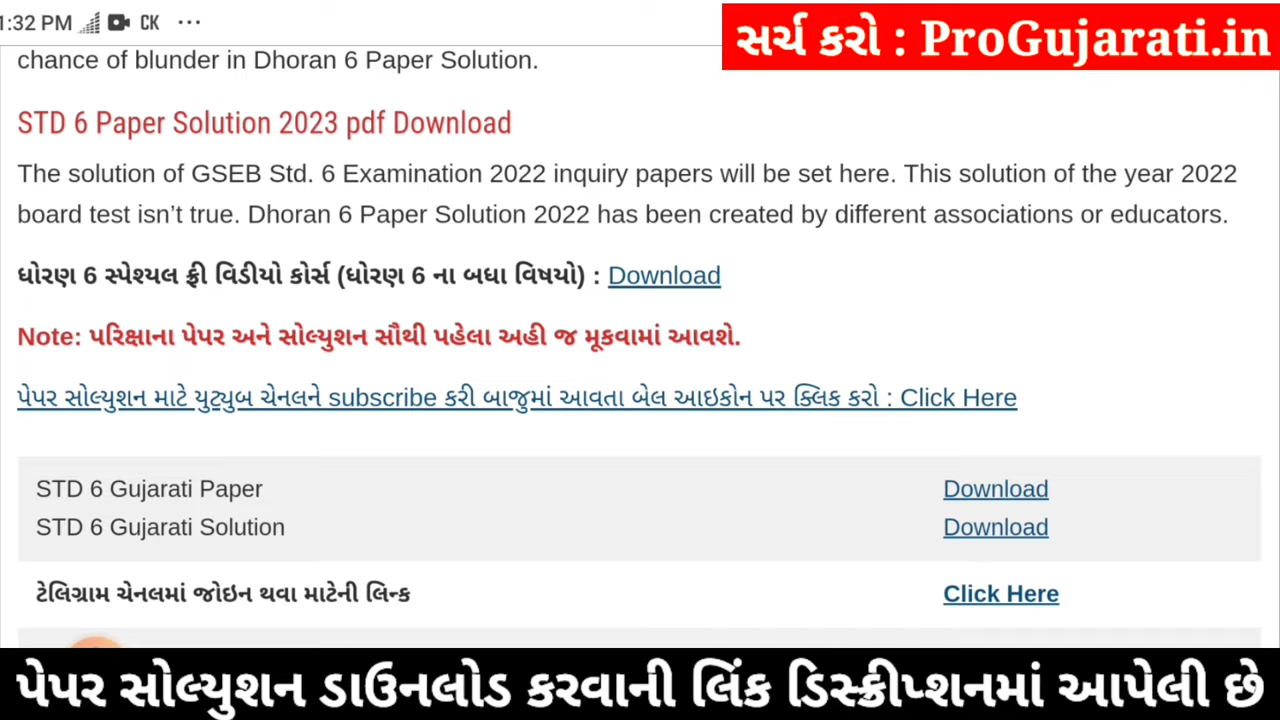 1:32 PM CK ...
સર્ચ કરો : ProGujarati.in
chance of blunder in Dhoran 6 Paper Solution.
STD 6 Paper Solution 2023 pdf Download
The solution of GSEB Std. 6 Examination 2022 inquiry papers will be set here. This solution of the year 2022
board test isn’t true. Dhoran 6 Paper Solution 2022 has been created by different associations or educators.
ધોરણ 6 સ્પેશ્યલ ફ્રી વિડીયો કોર્સ (ધોરણ 6 ના બધા વિષયો) : Download
Note: પરિક્ષાના પેપર અને સોલ્યુશન સૌથી પહેલા અહી જ મૂકવામાં આવશે.
પેપર સોલ્યુશન માટે યુટ્યુબ ચેનલને subscribe કરી બાજુમાં આવતા બેલ આઇકોન પર ક્લિક કરો : Click Here
STD 6 Gujarati Paper Download
STD 6 Gujarati Solution Download
ટેલિગ્રામ ચેનલમાં જોઇન થવા માટેની લિન્ક Click Here
પેપર સોલ્યુશન ડાઉનલોડ કરવાની લિંક ડિસ્ક્રીપ્શનમાં આપેલી છે